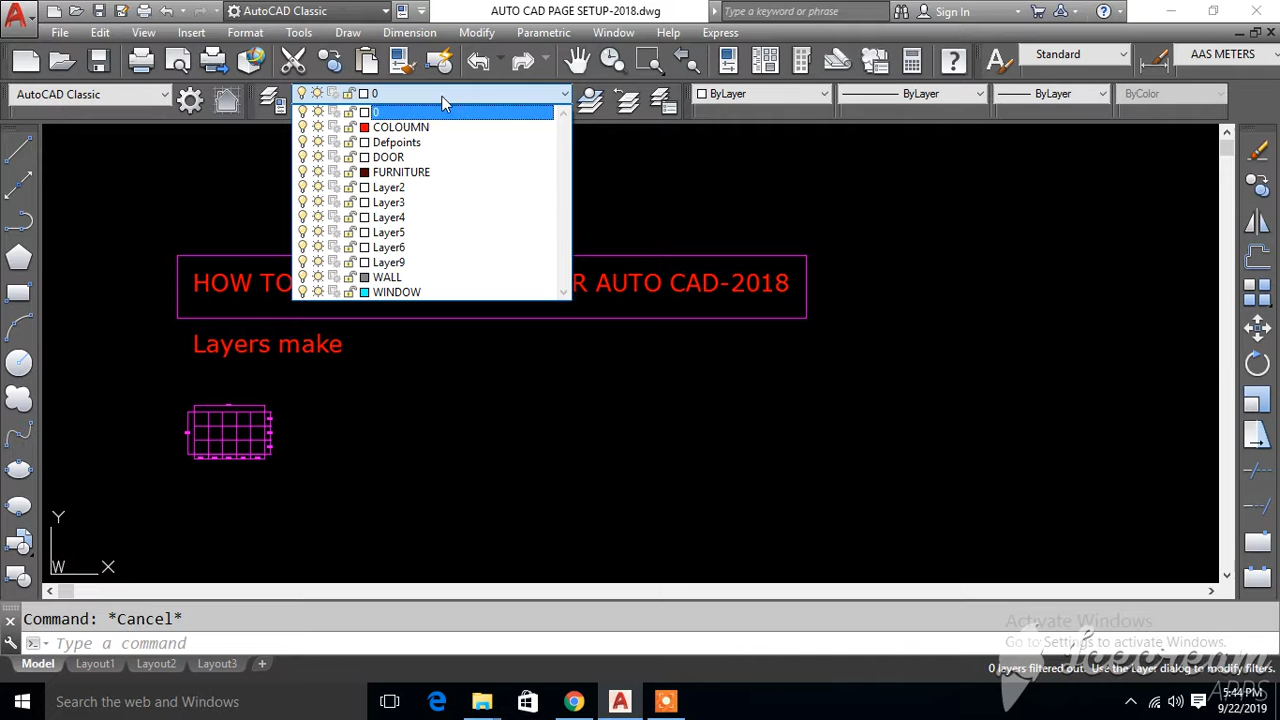 AutoCAD Classic
AUTO CAD PAGE SETUP-2018.dwg
Type a keyword or phrase
Sign In
File Edit View Insert Format Tools Draw Dimension Modify Parametric Window Help Express
Standard
AAS METERS
AutoCAD Classic
0
ByLayer
ByLayer
ByLayer
ByColor
0
COLOUMN
Defpoints
DOOR
FURNITURE
Layer2
Layer3
Layer4
Layer5
Layer6
Layer9
WALL
WINDOW
HOW TO
R AUTO CAD-2018
Layers make
Y
W X
Command: *Cancel*
Type a command
Activate Windows
Go to Settings to activate Windows.
Icecream
APPS
Model Layout1 Layout2 Layout3
0 layers filtered out. Use the Layer dialog to modify filters.
Search the web and Windows
5:44 PM
9/22/2019